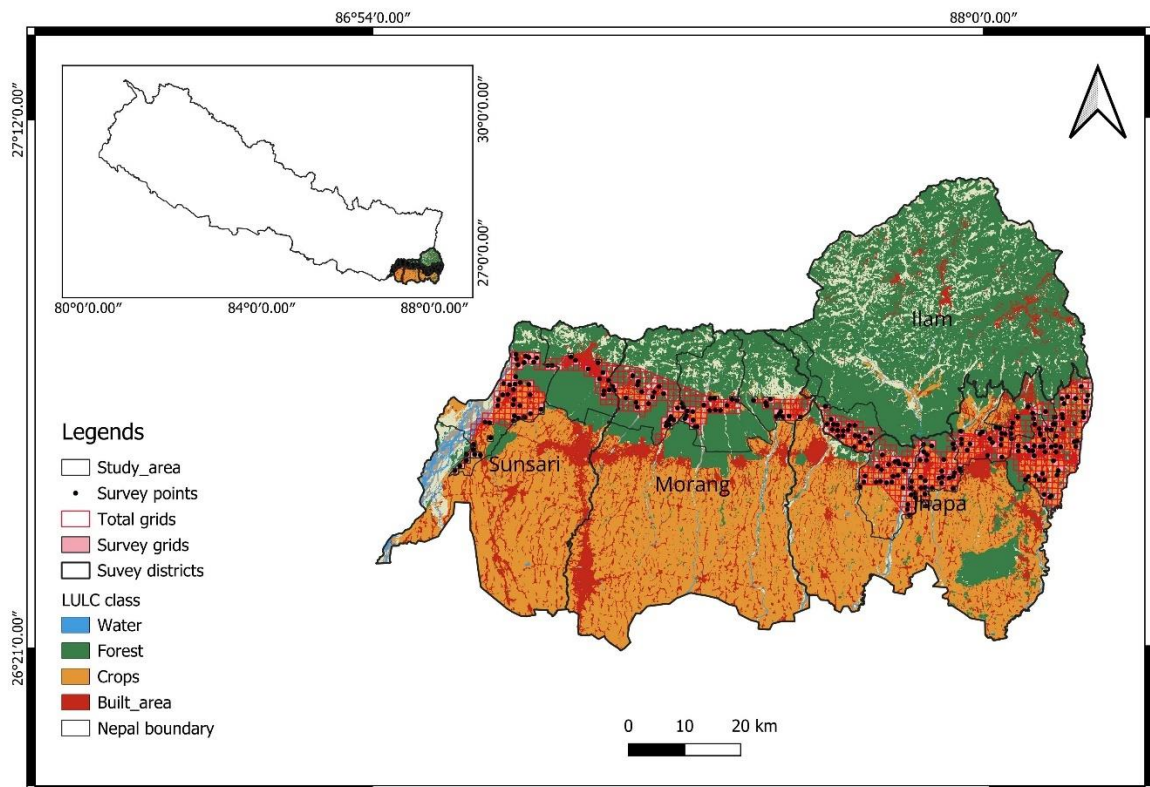 86°54′0.00″
88°0′0.00″
27°12′0.00″
26°21′0.00″
30°0′0.00″
27°0′0.00″
80°0′0.00″
84°0′0.00″
88°0′0.00″
Ilam
Sunsari
Morang
Jhapa
Legends
Study_area
Survey points
Total grids
Survey grids
Suvey districts
LULC class
Water
Forest
Crops
Built_area
Nepal boundary
0 10 20 km